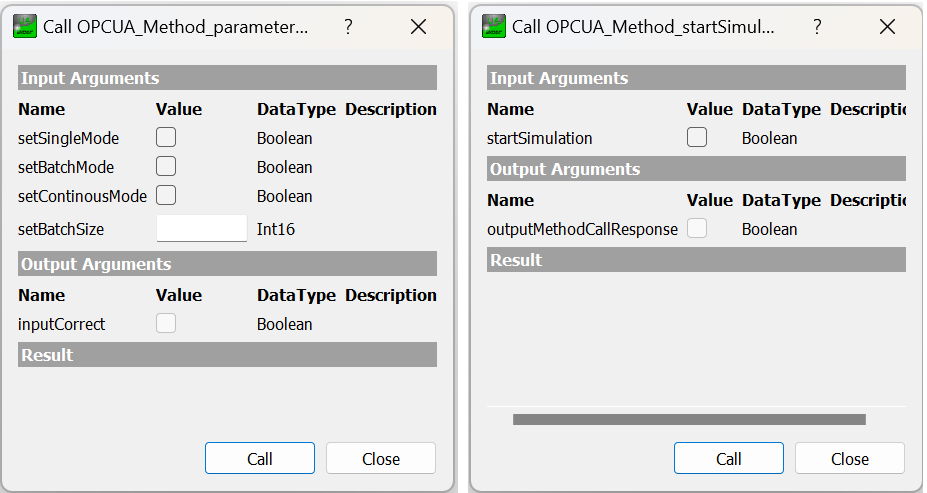 Call OPCUA_Method_parameter... ?
Input Arguments
Name Value DataType Description
setSingleMode Boolean
setBatchMode Boolean
setContinousMode Boolean
setBatchSize Int16
Output Arguments
Name Value DataType Description
inputCorrect Boolean
Result
Call Close
Call OPCUA_Method_startSimul... ?
Input Arguments
Name Value DataType Descriptic
startSimulation Boolean
Output Arguments
Name Value DataType Descriptic
outputMethodCallResponse Boolean
Result
Call Close